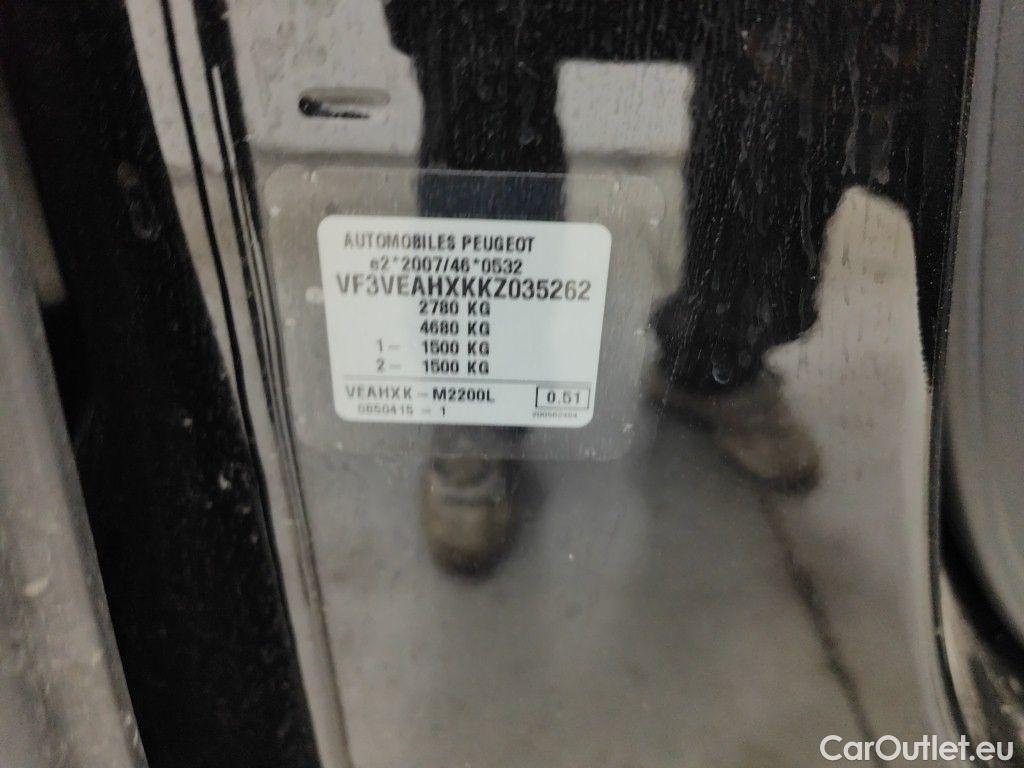 AUTOMOBILES PEUGEOT
e2*2007/46*0532
VF3VEAHXKKZ035262
2780 KG
4680 KG
1- 1500 KG
2- 1500 KG
VEAHXK-M2200L 0.51
0850415-1
CarOutlet.eu